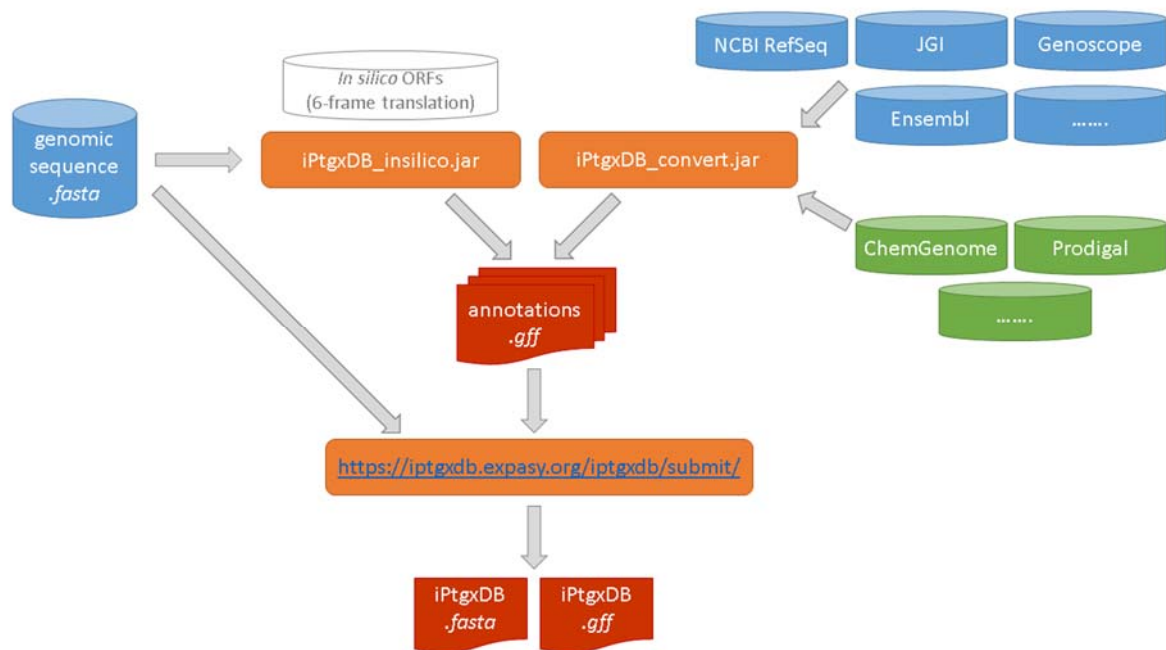 NCBI RefSeq
JGI
Genoscope
In silico ORFs
(6-frame translation)
Ensembl
…….
genomic
sequence
.fasta
iPtgxDB_insilico.jar
iPtgxDB_convert.jar
ChemGenome
Prodigal
…….
annotations
.gff
https://iptgxdb.expasy.org/iptgxdb/submit/
iPtgxDB
.fasta
iPtgxDB
.gff